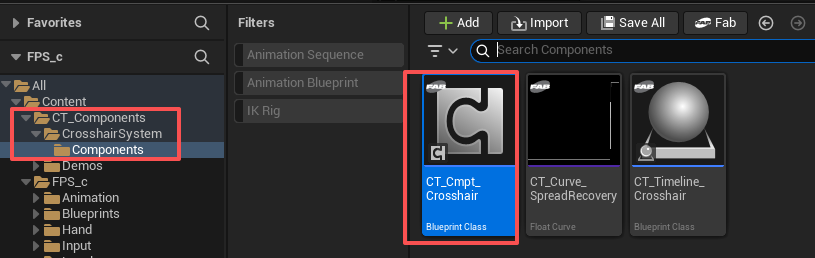 Favorites
FPS_c
All
Content
CT_Components
CrosshairSystem
Components
Demos
FPS_c
Animation
Blueprints
Hand
Input
Filters
Animation Sequence
Animation Blueprint
IK Rig
Add
Import
Save All
Fab
Search Components
FAB
CT_Cmpt_
Crosshair
Blueprint Class
FAB
CT_Curve_
SpreadRecovery
Float Curve
FAB
CT_Timeline_
Crosshair
Blueprint Class